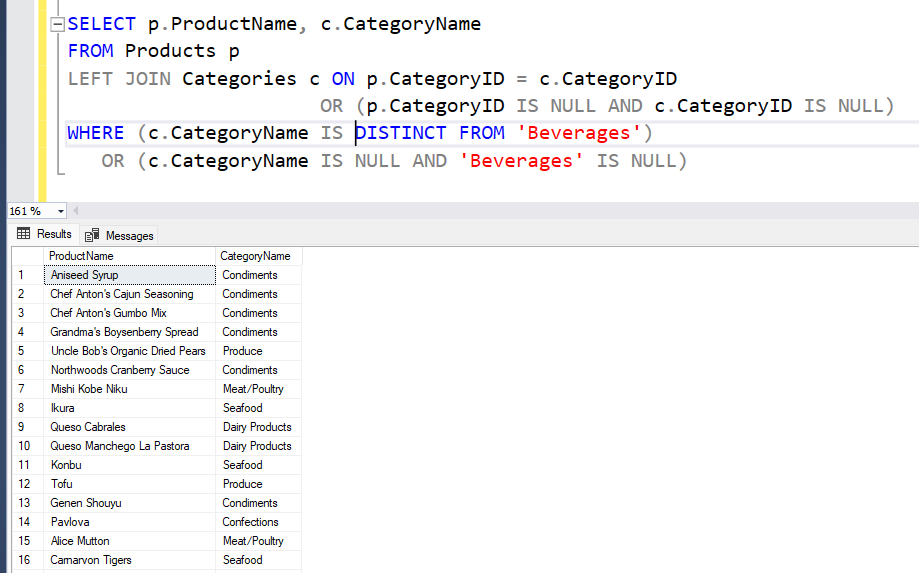 SELECT p.ProductName, c.CategoryName
FROM Products p
LEFT JOIN Categories c ON p.CategoryID = c.CategoryID
OR (p.CategoryID IS NULL AND c.CategoryID IS NULL)
WHERE (c.CategoryName IS DISTINCT FROM 'Beverages')
OR (c.CategoryName IS NULL AND 'Beverages' IS NULL)
161 %
Results Messages
ProductName CategoryName
1 Aniseed Syrup Condiments
2 Chef Anton's Cajun Seasoning Condiments
3 Chef Anton's Gumbo Mix Condiments
4 Grandma's Boysenberry Spread Condiments
5 Uncle Bob's Organic Dried Pears Produce
6 Northwoods Cranberry Sauce Condiments
7 Mishi Kobe Niku Meat/Poultry
8 Ikura Seafood
9 Queso Cabrales Dairy Products
10 Queso Manchego La Pastora Dairy Products
11 Konbu Seafood
12 Tofu Produce
13 Genen Shouyu Condiments
14 Pavlova Confections
15 Alice Mutton Meat/Poultry
16 Carnarvon Tigers Seafood